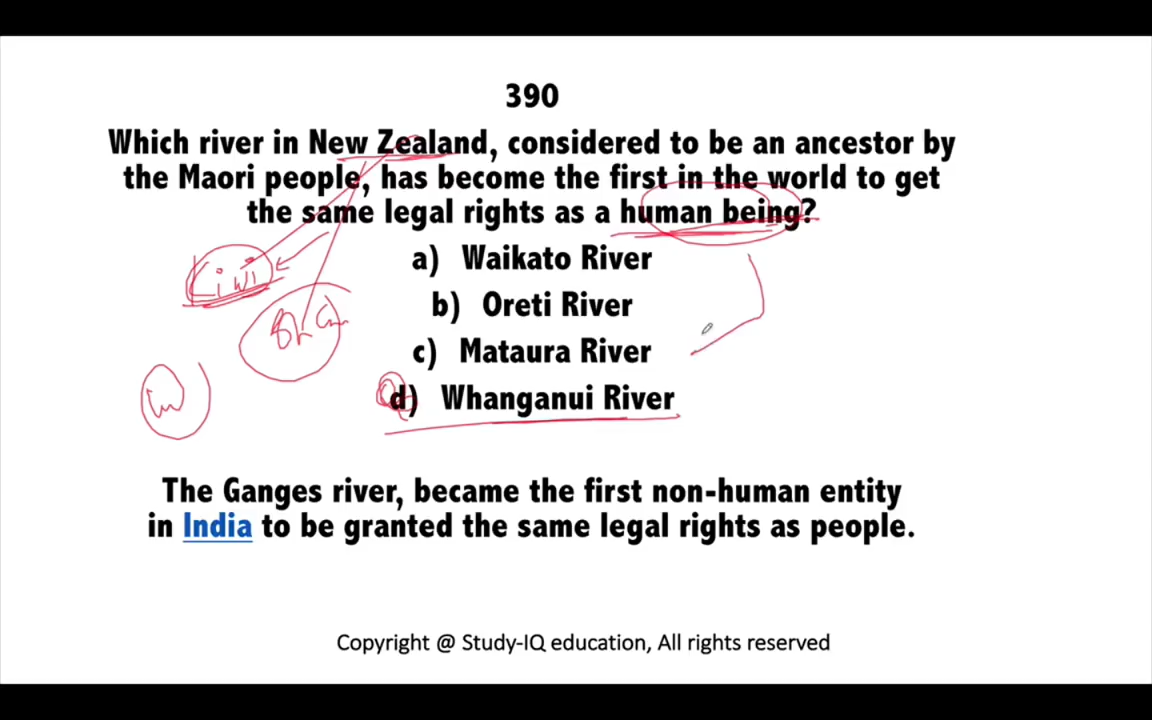 390
Which river in New Zealand, considered to be an ancestor by
the Maori people, has become the first in the world to get
the same legal rights as a human being?
a) Waikato River
Kiwi
b) Oreti River
c) Mataura River
d) Whanganui River
The Ganges river, became the first non-human entity
in India to be granted the same legal rights as people.
Copyright @ Study-IQ education, All rights reserved